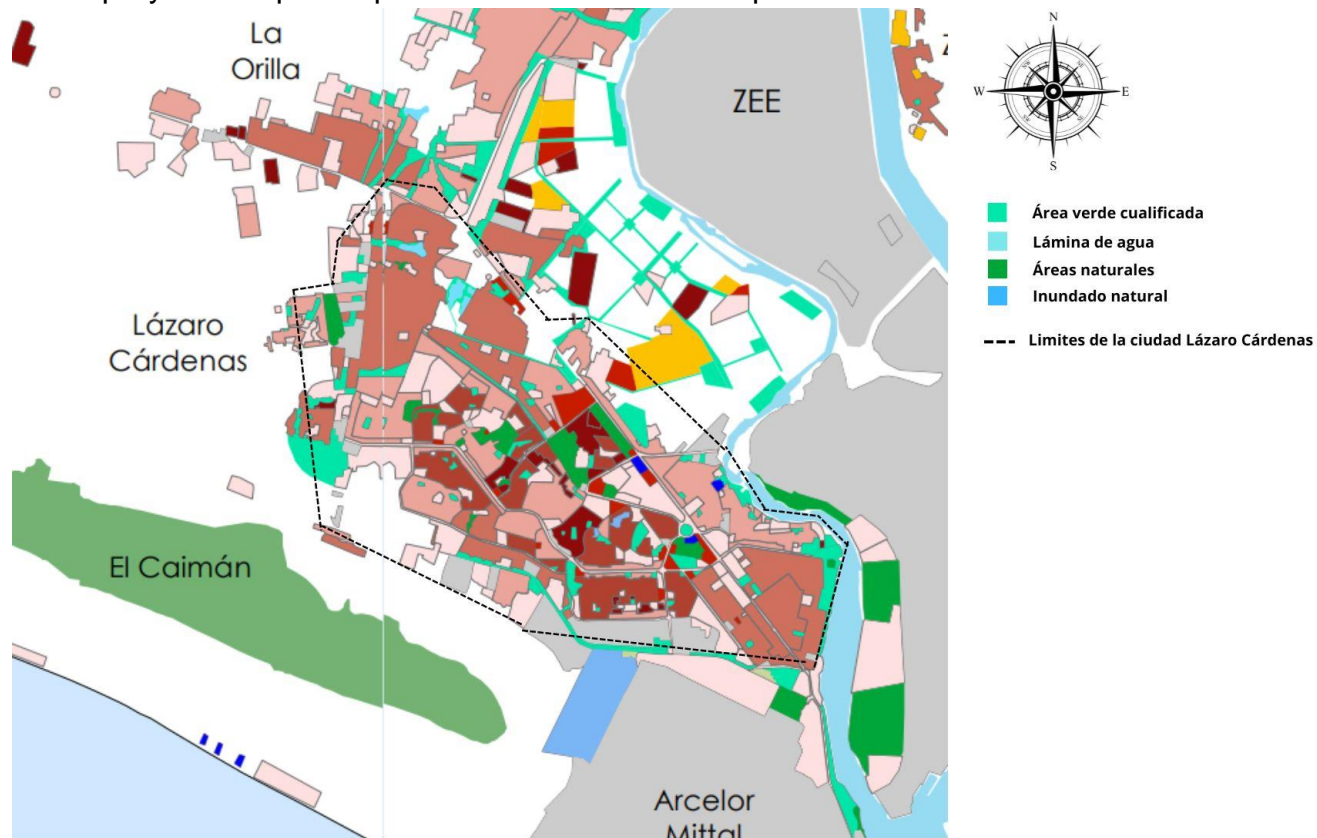 La
Orilla
ZEE
Lázaro
Cárdenas
El Caimán
Arcelor
Mittal
N
W
E
S
Área verde cualificada
Lámina de agua
Áreas naturales
Inundado natural
Limites de la ciudad Lázaro Cárdenas